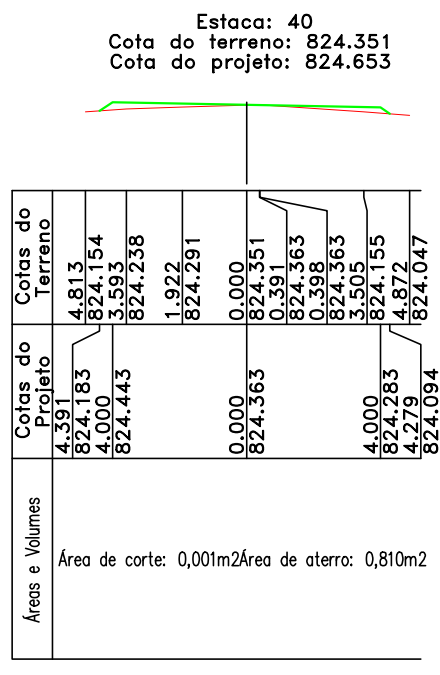 Estaca: 40
Cota do terreno: 824.351
Cota do projeto: 824.653
Cotas do
Terreno
4.813
824.154
3.593
824.238
1.922
824.291
0.000
824.351
0.391
824.363
0.398
824.363
3.505
824.155
4.872
824.047
Cotas do
Projeto
4.391
824.183
4.000
824.443
0.000
824.363
4.000
824.283
4.279
824.094
Áreas e Volumes
Área de corte: 0,001m2Área de aterro: 0,810m2